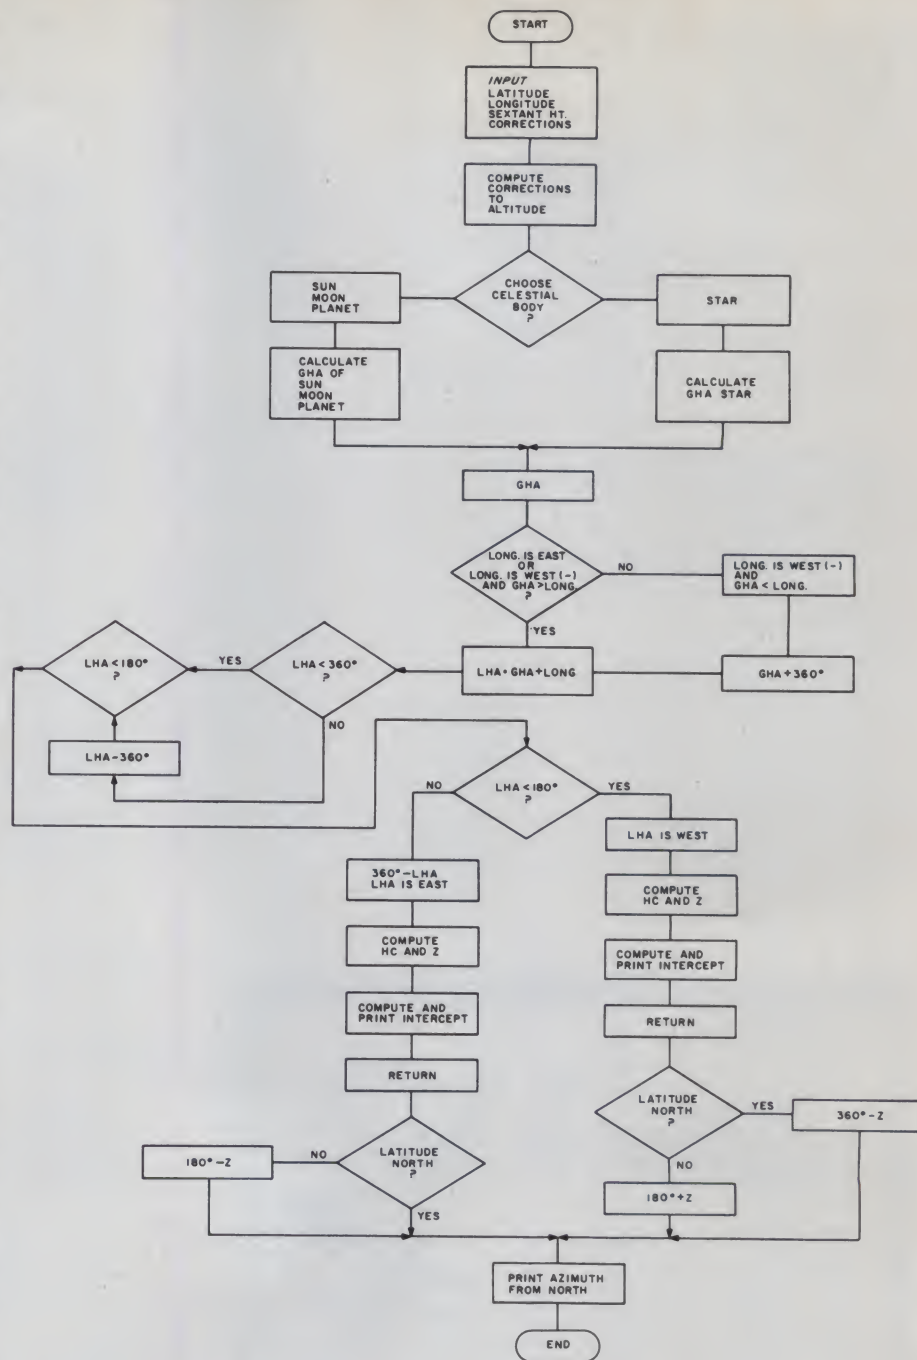 START
INPUT
LATITUDE
LONGITUDE
SEXTANT HT.
CORRECTIONS
COMPUTE
CORRECTIONS
TO
ALTITUDE
CHOOSE
CELESTIAL
BODY
?
SUN
MOON
PLANET
STAR
CALCULATE
GHA OF
SUN
MOON
PLANET
CALCULATE
GHA STAR
GHA
LONG. IS EAST
OR
LONG. IS WEST (-)
AND GHA>LONG.
?
NO
LONG. IS WEST (-)
AND
GHA < LONG.
YES
LHA<180°
?
YES
LHA<360°
?
LHA=GHA+LONG
GHA+360°
NO
LHA-360°
NO
LHA<180°
?
YES
LHA IS WEST
360°-LHA
LHA IS EAST
COMPUTE
HC AND Z
COMPUTE
HC AND Z
COMPUTE AND
PRINT INTERCEPT
COMPUTE AND
PRINT INTERCEPT
RETURN
RETURN
LATITUDE
NORTH
?
YES
360°-Z
180°-Z
NO
LATITUDE
NORTH
?
NO
180°+Z
YES
PRINT AZIMUTH
FROM NORTH
END